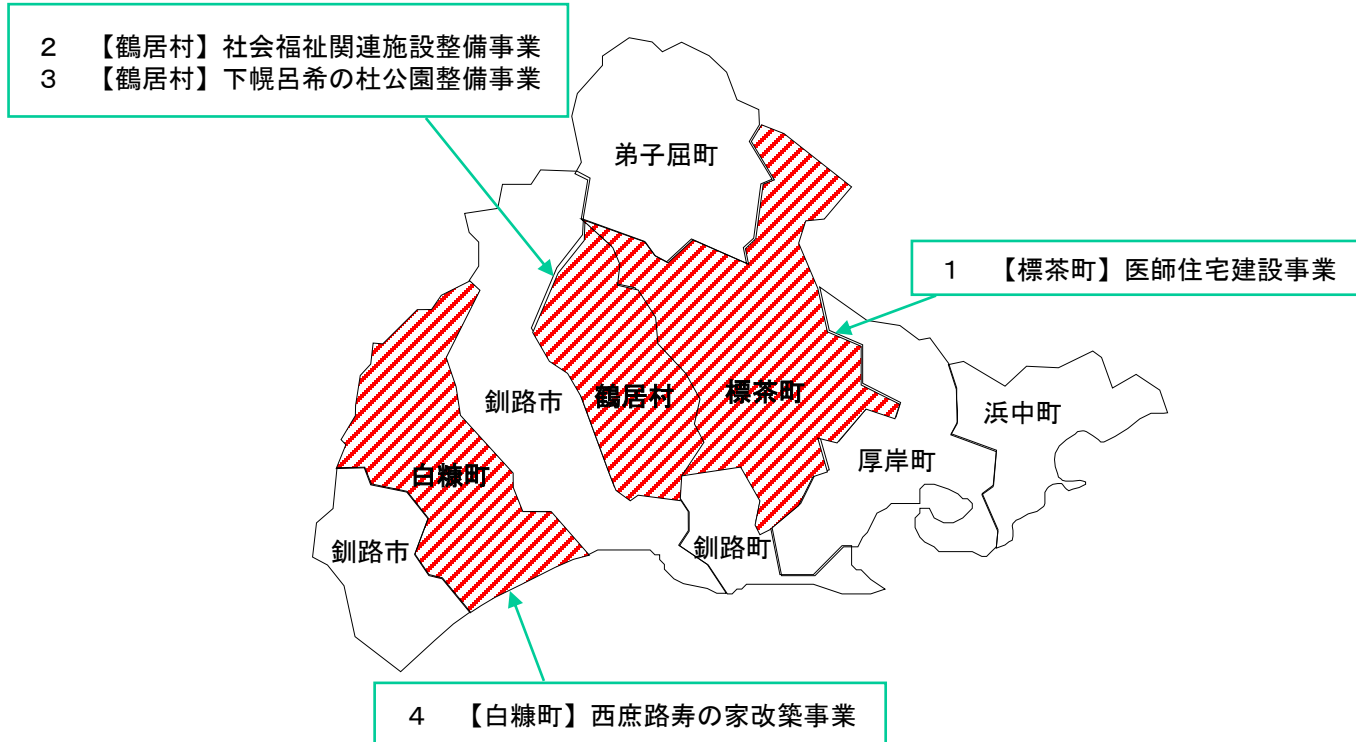 ２　【鶴居村】社会福祉関連施設整備事業
３　【鶴居村】下幌呂希の杜公園整備事業
弟子屈町
１　【標茶町】医師住宅建設事業
釧路市
鶴居村
標茶町
浜中町
厚岸町
白糠町
釧路市
釧路町
４　【白糠町】西庶路寿の家改築事業